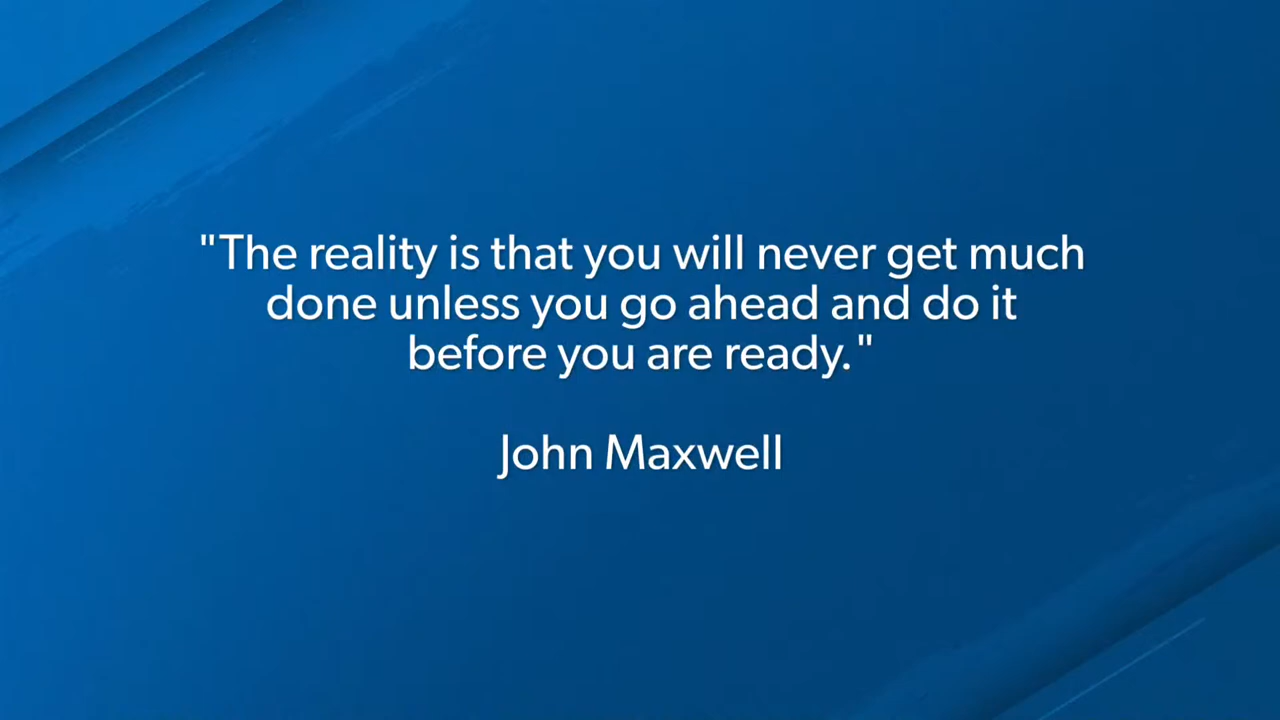 "The reality is that you will never get much
done unless you go ahead and do it
before you are ready."
John Maxwell